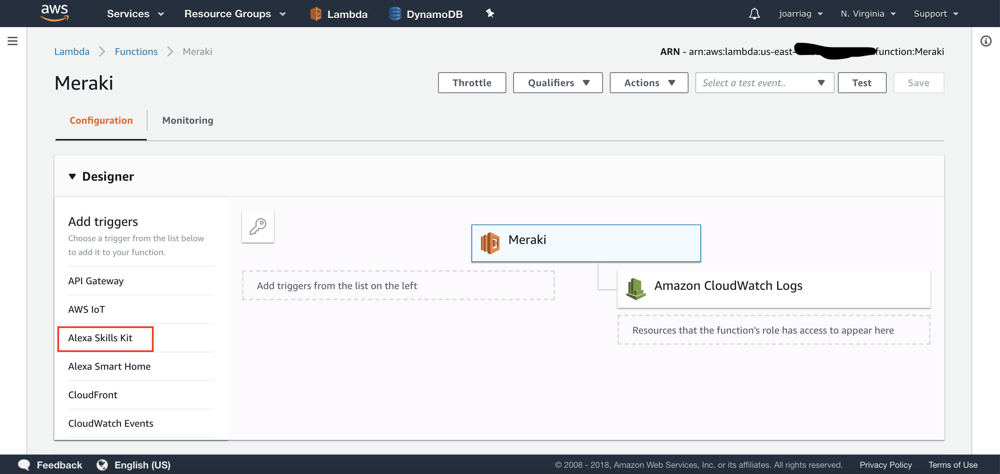 aws Services Resource Groups Lambda DynamoDB joarriag N. Virginia Support
Lambda Functions Meraki
ARN - arn:aws:lambda:us-east- function:Meraki
Meraki
Throttle Qualifiers Actions Select a test event.. Test Save
Configuration Monitoring
Designer
Add triggers
Choose a trigger from the list below
to add it to your function.
API Gateway
AWS IoT
Alexa Skills Kit
Alexa Smart Home
CloudFront
CloudWatch Events
Meraki
Add triggers from the list on the left
Amazon CloudWatch Logs
Resources that the function's role has access to appear here
Feedback English (US) © 2008 - 2018, Amazon Web Services, Inc. or its affiliates. All rights reserved. Privacy Policy Terms of Use